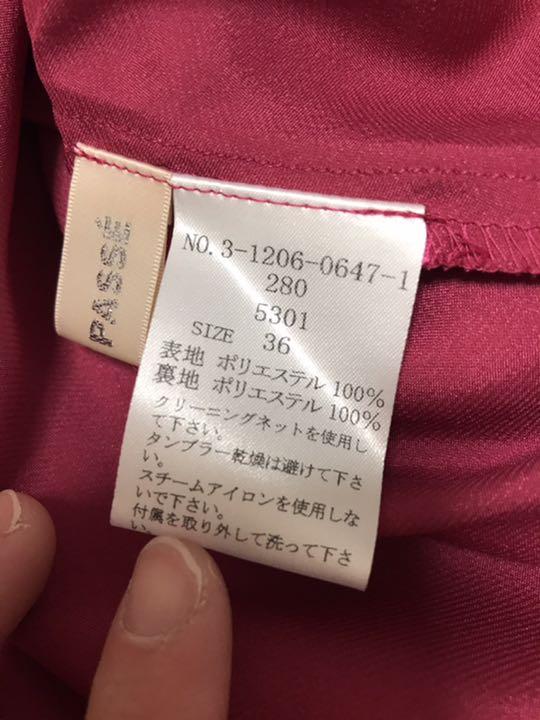 PASSÉ
NO. 3-1206-0647-1
280
5301
SIZE 36
表地 ポリエステル 100%
裏地 ポリエステル 100%
クリーニングネットを使用し
て下さい。
タンブラー乾燥は避けて下さ
い。
スチームアイロンを使用しな
いで下さい。
付属を取り外して洗って下さ
い。